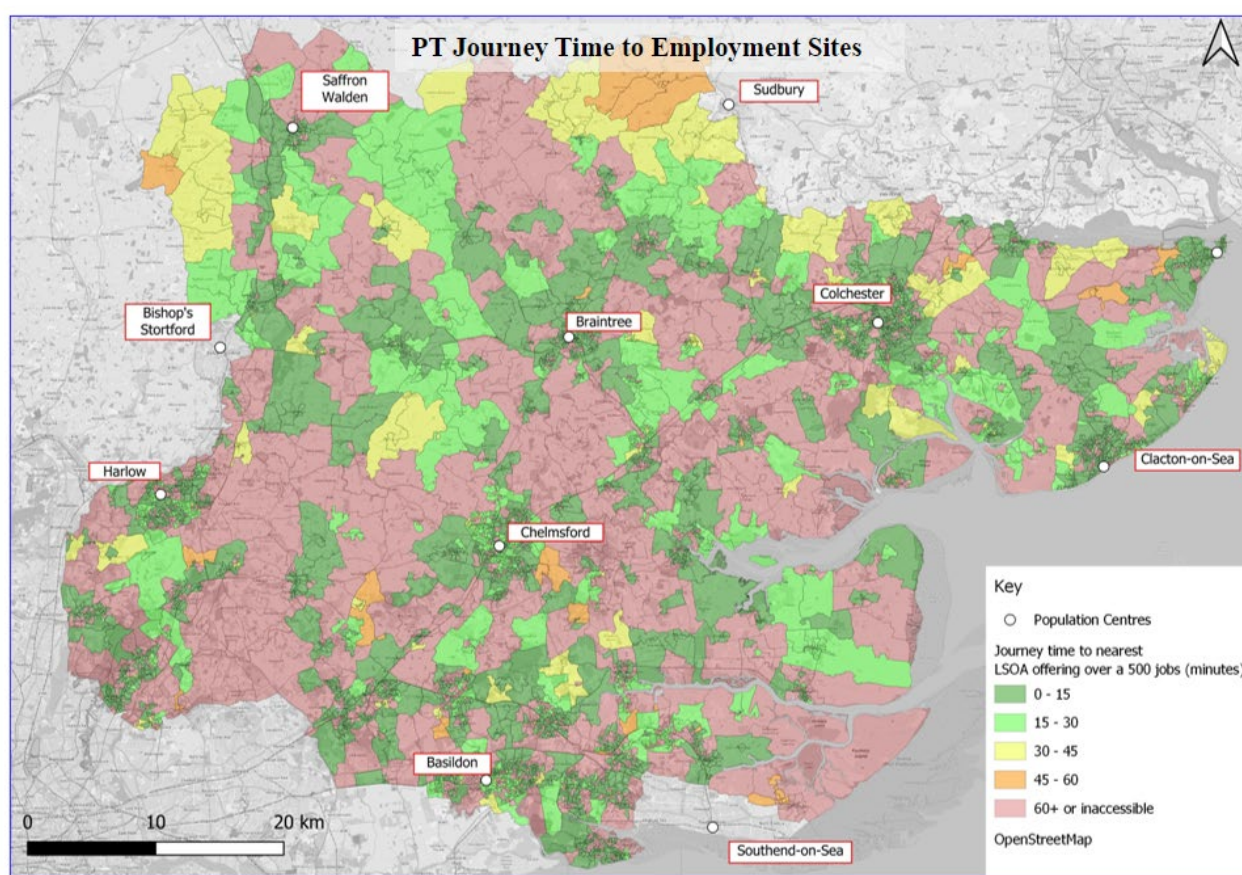 PT Journey Time to Employment Sites
Saffron
Walden
Sudbury
Bishop's
Stortford
Braintree
Colchester
Harlow
Clacton-on-Sea
Chelmsford
Basildon
Southend-on-Sea
0 10 20 km
Key
Population Centres
Journey time to nearest
LSOA offering over a 500 jobs (minutes)
0 - 15
15 - 30
30 - 45
45 - 60
60+ or inaccessible
OpenStreetMap